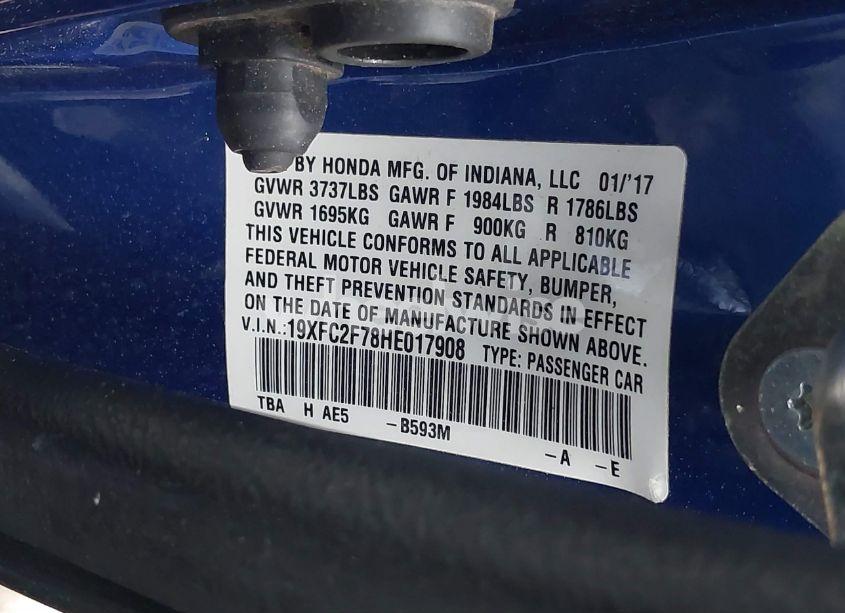 BY HONDA MFG. OF INDIANA, LLC 01/'17
GVWR 3737LBS GAWR F 1984LBS R 1786LBS
GVWR 1695KG GAWR F 900KG R 810KG
THIS VEHICLE CONFORMS TO ALL APPLICABLE
FEDERAL MOTOR VEHICLE SAFETY, BUMPER,
AND THEFT PREVENTION STANDARDS IN EFFECT
ON THE DATE OF MANUFACTURE SHOWN ABOVE.
V.I.N.:19XFC2F78HE017908 TYPE: PASSENGER CAR
TBA H AE5 -B593M -A -E